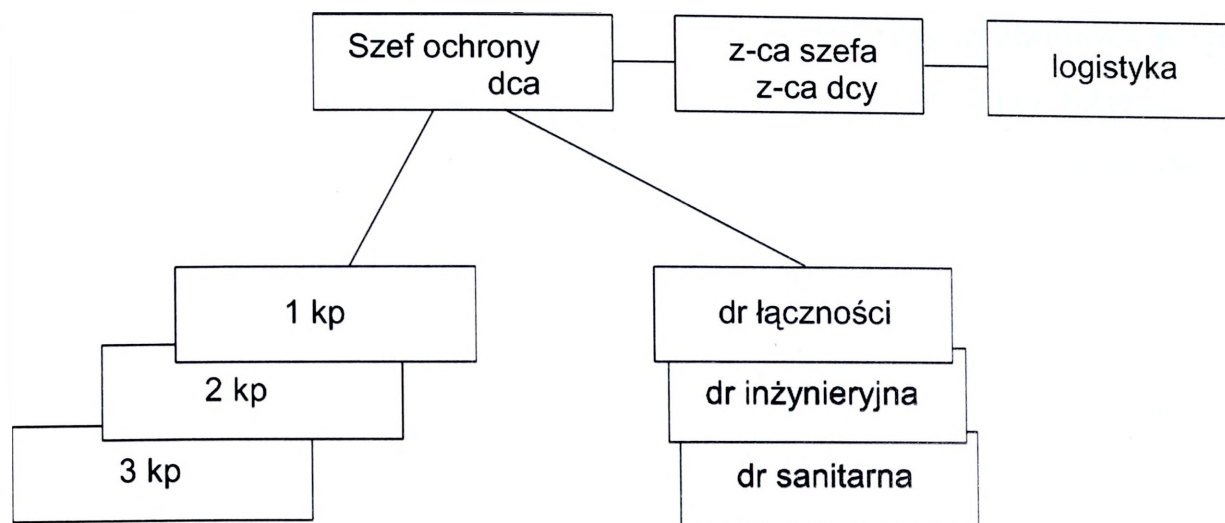 Szef ochrony
dca
z-ca szefa
z-ca dcy
logistyka
1 kp
2 kp
3 kp
dr łączności
dr inżynieryjna
dr sanitarna